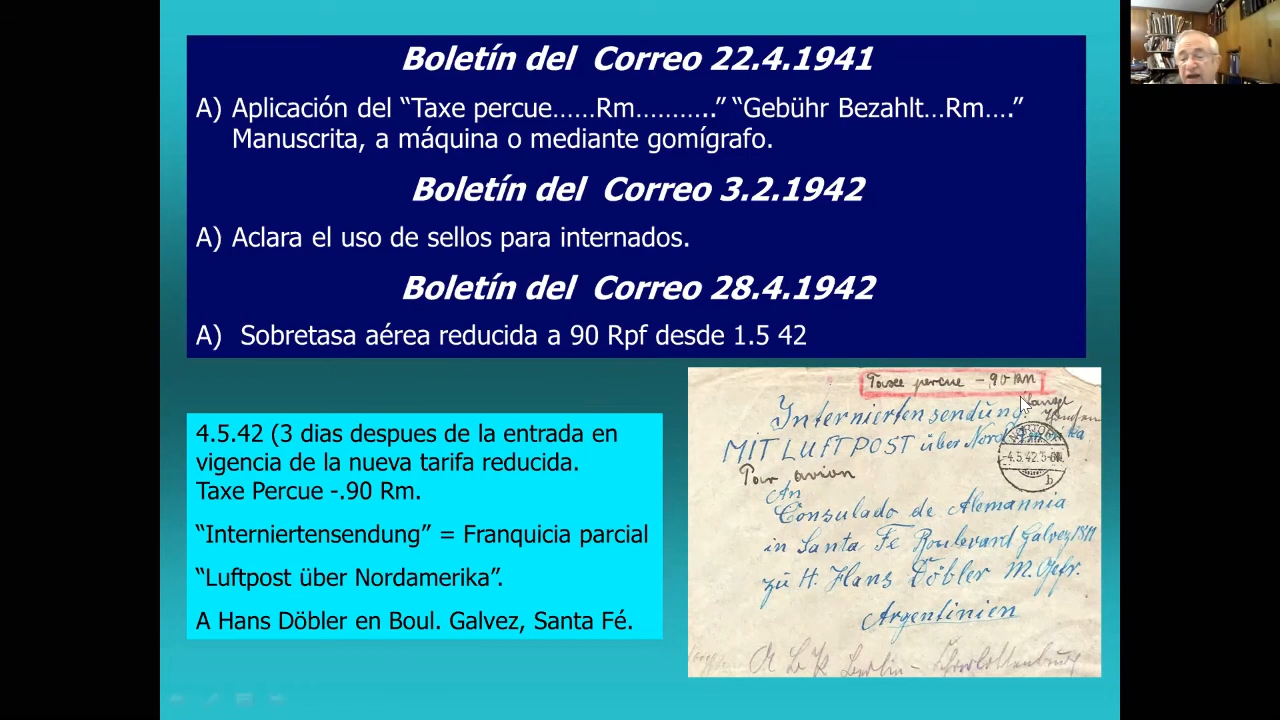 Boletín del Correo 22.4.1941
A) Aplicación del “Taxe percue......Rm...........” “Gebühr Bezahlt...Rm....”
Manuscrita, a máquina o mediante gomígrafo.
Boletín del Correo 3.2.1942
A) Aclara el uso de sellos para internados.
Boletín del Correo 28.4.1942
A) Sobretasa aérea reducida a 90 Rpf desde 1.5 42
4.5.42 (3 dias despues de la entrada en
vigencia de la nueva tarifa reducida.
Taxe Percue -.90 Rm.
“Interniertensendung” = Franquicia parcial
“Luftpost über Nordamerika”.
A Hans Döbler en Boul. Galvez, Santa Fé.
Taxe percue -90 RM
Interniertensendung
MIT LUFTPOST über Nord
-4.5.42.
b
Par avion
An
Consulado de Alemannia
in Santa Fe Boulevard Galvez
zu H. Hans Döbler M.
Argentinien
Berlin - Charlottenburg